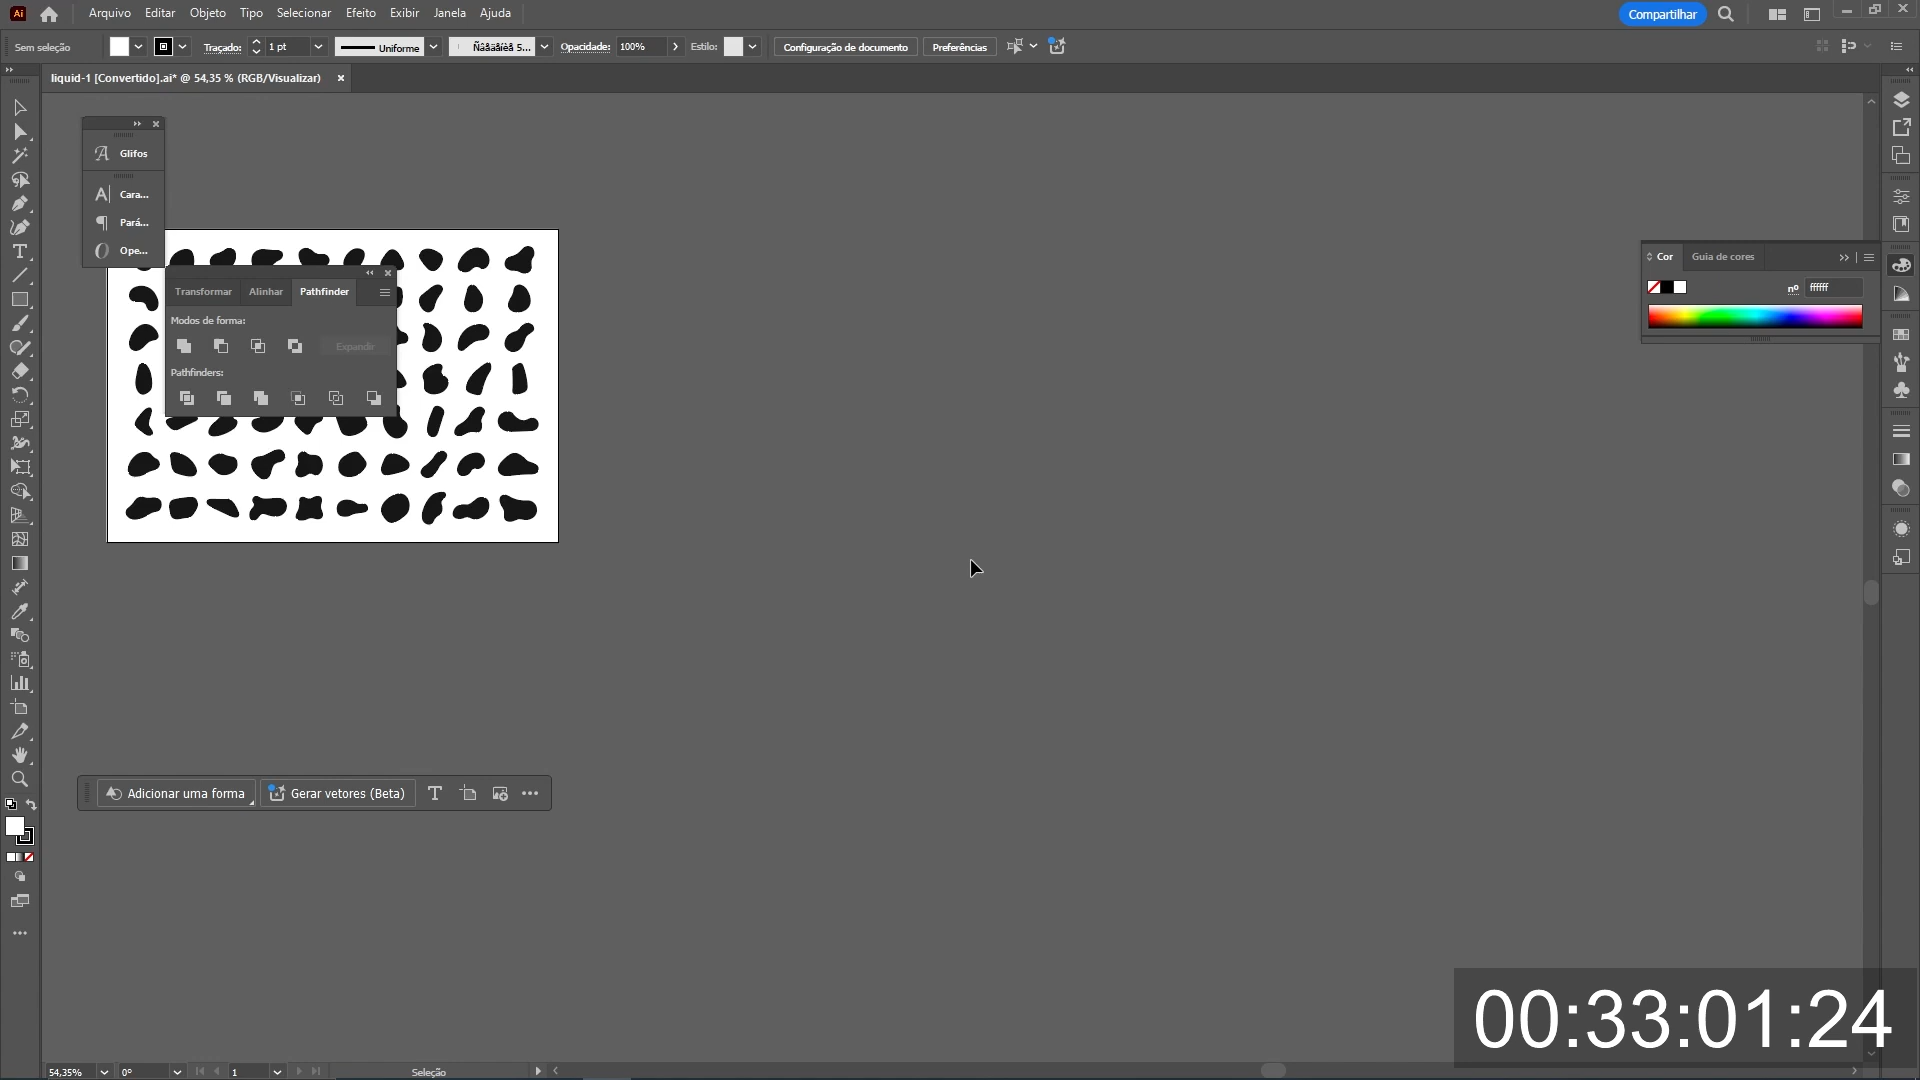 Ai
Arquivo Editar Objeto Tipo Selecionar Efeito Exibir Janela Ajuda
Compartilhar
Sem seleção
Traçado: 1 pt
Uniforme
Ñåâåäåíèå 5...
Opacidade: 100%
Estilo:
Configuração de documento
Preferências
liquid-1 [Convertido].ai* @ 54,35 % (RGB/Visualizar)
Glifos
Cara...
Pará...
Ope...
Transformar Alinhar Pathfinder
Modos de forma:
Expandir
Pathfinders:
Cor Guia de cores
nº ffffff
Adicionar uma forma
Gerar vetores (Beta)
00:33:01:24
54,35% 0° 1 Seleção